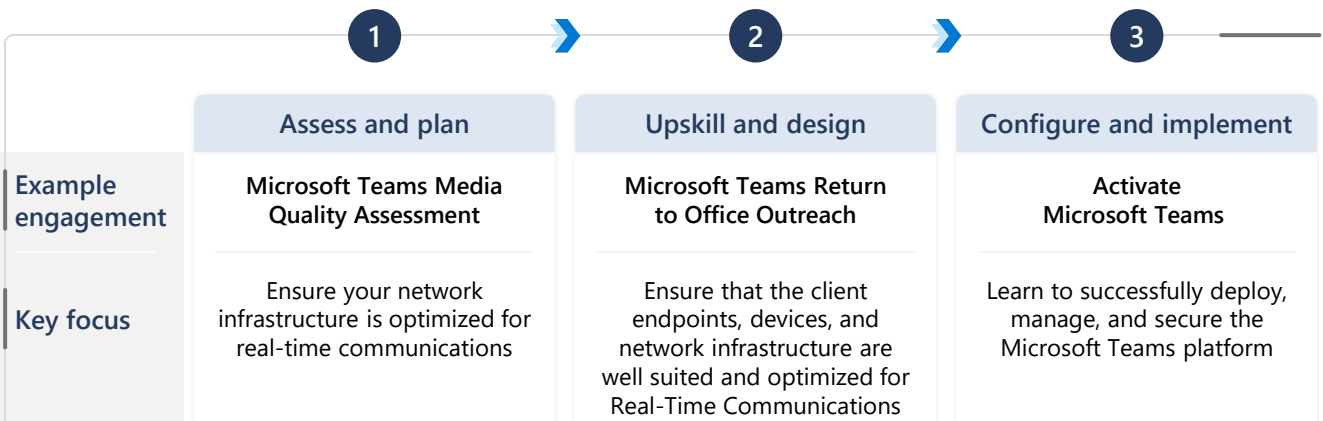 1
2
3
Assess and plan
Upskill and design
Configure and implement
Example
engagement
Microsoft Teams Media
Quality Assessment
Microsoft Teams Return
to Office Outreach
Activate
Microsoft Teams
Key focus
Ensure your network
infrastructure is optimized for
real-time communications
Ensure that the client
endpoints, devices, and
network infrastructure are
well suited and optimized for
Real-Time Communications
Learn to successfully deploy,
manage, and secure the
Microsoft Teams platform